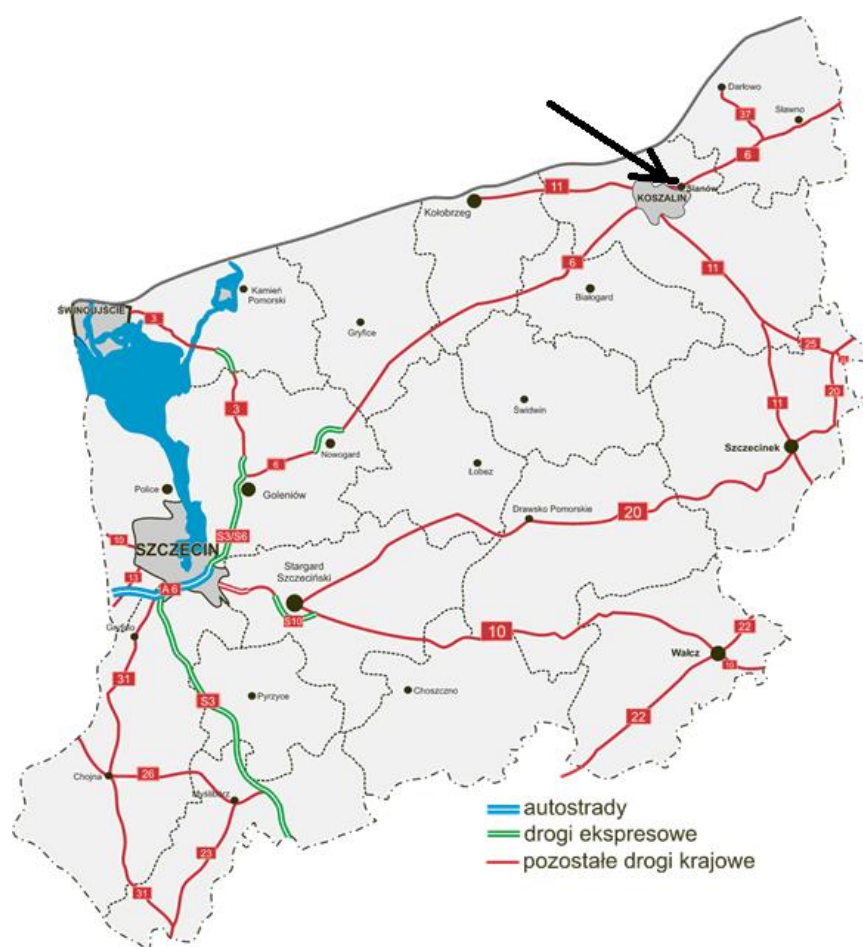 Darłowo
37
Sławno
6
Sianów
KOSZALIN
11
Kołobrzeg
6
11
Białogard
Kamień
Pomorski
ŚWINOUJŚCIE
3
Gryfice
25
3
11
20
Świdwin
Nowogard
6
Szczecinek
Łobez
Police
Goleniów
Drawsko Pomorskie
20
S3/S6
10
SZCZECIN
Stargard
Szczeciński
13
A 6
S10
Gryfino
10
22
Wałcz
10
31
S3
Pyrzyce
Choszczno
22
Chojna
26
Myślibórz
23
31
autostrady
drogi ekspresowe
pozostałe drogi krajowe